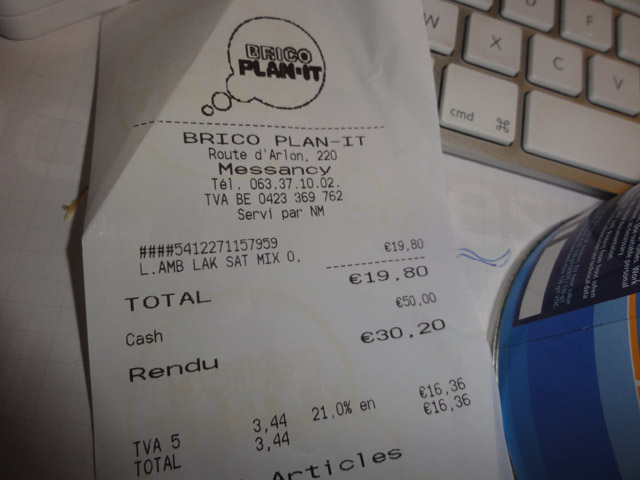 BRICO
PLAN-IT
BRICO PLAN-IT
Route d'Arlon, 220
Messancy
Tél. 063.37.10.02.
TVA BE 0423 369 762
Servi par NM
####5412271157959 €19.80
L.AMB LAK SAT MIX 0,
TOTAL €19.80
Cash €50,00
Rendu €30,20
TVA 5 3,44 21,0% en €16,36
TOTAL 3,44 €16,36
Articles
W
X
C
V
D
F
cmd ⌘